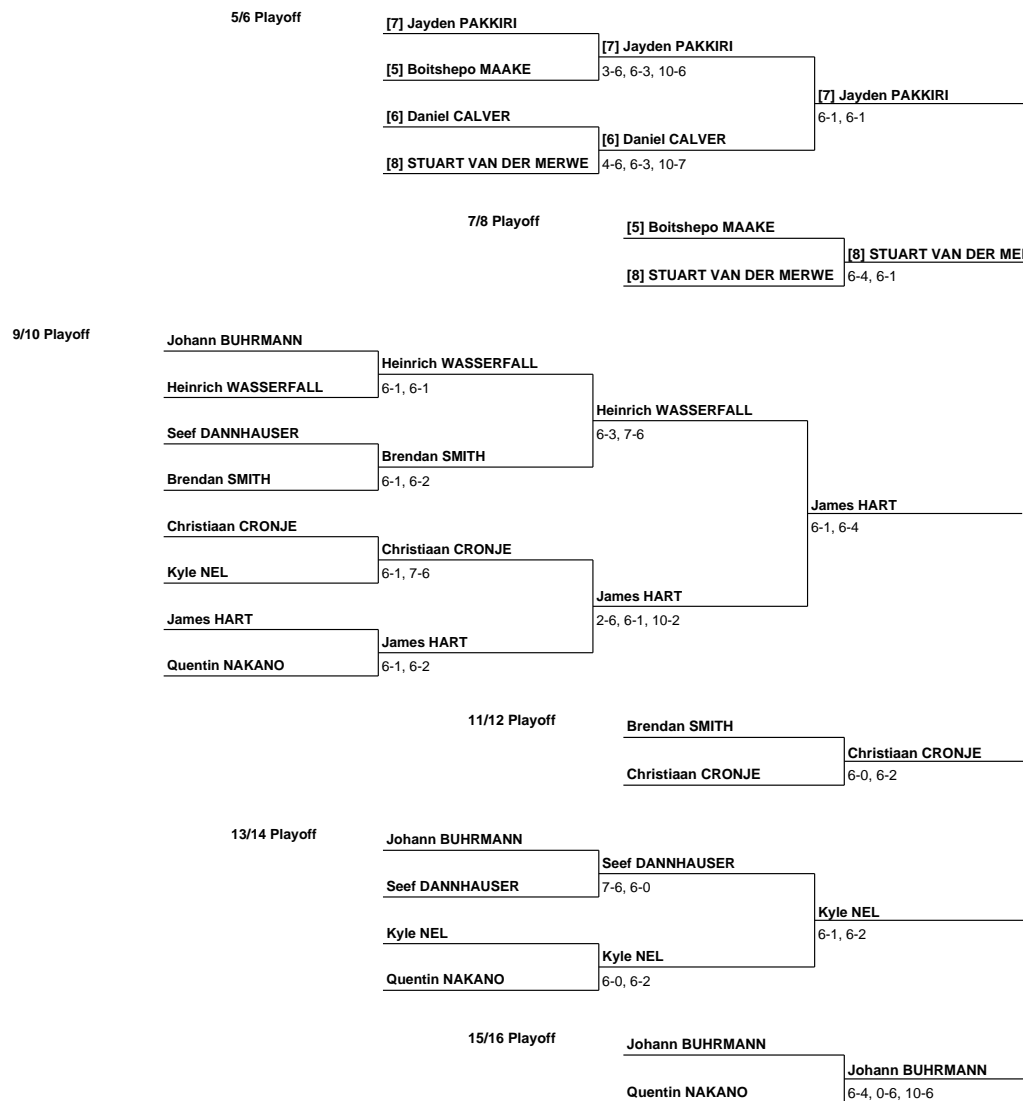 5/6 Playoff
[7] Jayden PAKKIRI
[7] Jayden PAKKIRI
[5] Boitshepo MAAKE
3-6, 6-3, 10-6
[7] Jayden PAKKIRI
[6] Daniel CALVER
6-1, 6-1
[6] Daniel CALVER
[8] STUART VAN DER MERWE
4-6, 6-3, 10-7
7/8 Playoff
[5] Boitshepo MAAKE
[8] STUART VAN DER
[8] STUART VAN DER MERWE
6-4, 6-1
9/10 Playoff
Johann BUHRMANN
Heinrich WASSERFALL
Heinrich WASSERFALL
6-1, 6-1
Heinrich WASSERFALL
Seef DANNHAUSER
6-3, 7-6
Brendan SMITH
Brendan SMITH
6-1, 6-2
James HART
Christiaan CRONJE
6-1, 6-4
Christiaan CRONJE
Kyle NEL
6-1, 7-6
James HART
James HART
2-6, 6-1, 10-2
James HART
Quentin NAKANO
6-1, 6-2
11/12 Playoff
Brendan SMITH
Christiaan CRONJE
Christiaan CRONJE
6-0, 6-2
13/14 Playoff
Johann BUHRMANN
Seef DANNHAUSER
Seef DANNHAUSER
7-6, 6-0
Kyle NEL
Kyle NEL
6-1, 6-2
Kyle NEL
Quentin NAKANO
6-0, 6-2
15/16 Playoff
Johann BUHRMANN
Johann BUHRMANN
Quentin NAKANO
6-4, 0-6, 10-6